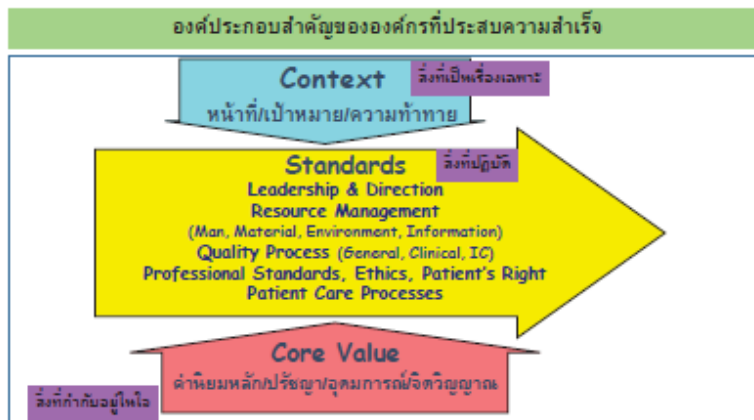 องค์ประกอบสำคัญขององค์กรที่ประสบความสำเร็จ
Context
สิ่งที่เป็นเรื่องเฉพาะ
หน้าที่/เป้าหมาย/ความท้าทาย
Standards
สิ่งที่ปฏิบัติ
Leadership & Direction
Resource Management
(Man, Material, Environment, Information)
Quality Process (General, Clinical, IC)
Professional Standards, Ethics, Patient's Right
Patient Care Processes
Core Value
ค่านิยมหลัก/ปรัชญา/อุดมการณ์/จิตวิญญาณ
สิ่งที่กำกับอยู่ในใจ